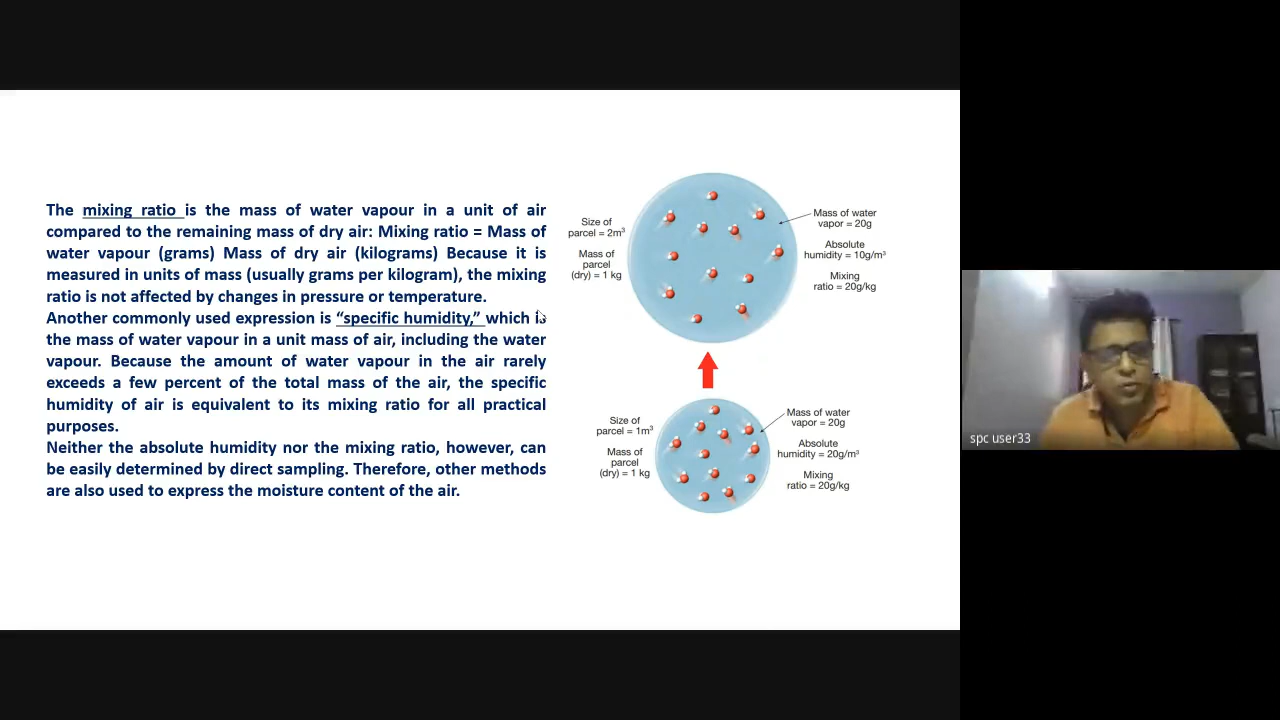 The mixing ratio is the mass of water vapour in a unit of air
compared to the remaining mass of dry air: Mixing ratio = Mass of
water vapour (grams) Mass of dry air (kilograms) Because it is
measured in units of mass (usually grams per kilogram), the mixing
ratio is not affected by changes in pressure or temperature.
Another commonly used expression is “specific humidity,” which is
the mass of water vapour in a unit mass of air, including the water
vapour. Because the amount of water vapour in the air rarely
exceeds a few percent of the total mass of the air, the specific
humidity of air is equivalent to its mixing ratio for all practical
purposes.
Neither the absolute humidity nor the mixing ratio, however, can
be easily determined by direct sampling. Therefore, other methods
are also used to express the moisture content of the air.
Size of
parcel = 2m³
Mass of
parcel
(dry) = 1 kg
Mass of water
vapor = 20g
Absolute
humidity = 10g/m³
Mixing
ratio = 20g/kg
Size of
parcel = 1m³
Mass of
parcel
(dry) = 1 kg
Mass of water
vapor = 20g
Absolute
humidity = 20g/m³
Mixing
ratio = 20g/kg
spc user33